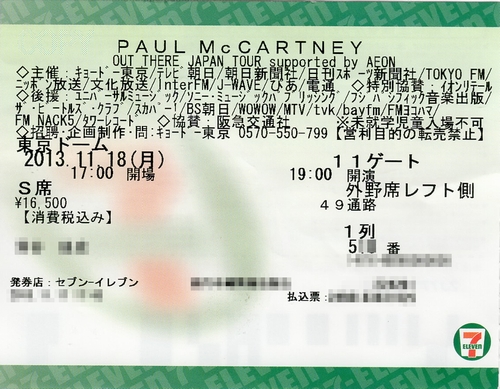 PAUL McCARTNEY
OUT THERE JAPAN TOUR supported by AEON
◇主催：キョードー東京/テレビ朝日/朝日新聞社/日刊スポーツ新聞社/TOKYO FM/
ニッポン放送/文化放送/InterFM/J-WAVE/ぴあ/電通 ◇特別協賛：イオンリテール
◇後援：ユニバーサルミュージック/ソニー・ミュージックパブリッシング/フジパシフィック音楽出版/
ザ・ビートルズ・クラブ/スカパー!/BS朝日/WOWOW/MTV/tvk/bayfm/FMヨコハマ/
FM NACK5/タワーレコード ◇協賛：阪急交通社 ※未就学児童入場不可
◇招聘・企画制作・問：キョードー東京 0570-550-799【営利目的の転売禁止】
東京ドーム
2013.11.18(月) 11ゲート
17:00 開場 19:00 開演
S席 外野席レフト側
¥16,500 49通路
【消費税込み】
1列
5 番
発券店：セブン-イレブン
払込票：
7 ELEVEN